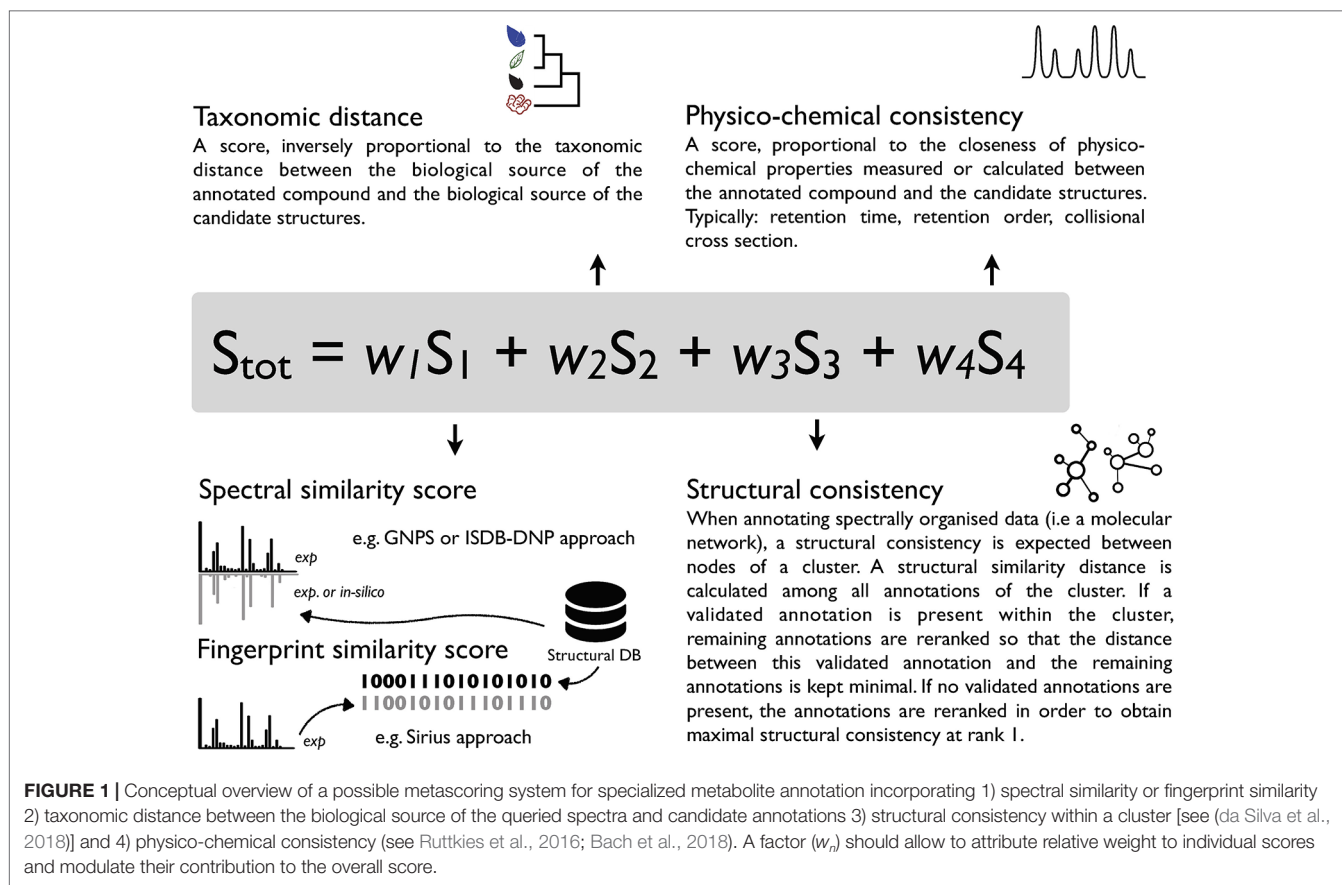 Taxonomic distance
A score, inversely proportional to the taxonomic
distance between the biological source of the
annotated compound and the biological source of the
candidate structures.
Physico-chemical consistency
A score, proportional to the closeness of physico-
chemical properties measured or calculated between
the annotated compound and the candidate structures.
Typically: retention time, retention order, collisional
cross section.
Stot = w1S1 + w2S2 + w3S3 + w4S4
Spectral similarity score
e.g. GNPS or ISDB-DNP approach
exp
exp. or in-silico
Fingerprint similarity score
Structural DB
1000111010101010
1100101011101110
exp
e.g. Sirius approach
Structural consistency
When annotating spectrally organised data (i.e a molecular
network), a structural consistency is expected between
nodes of a cluster. A structural similarity distance is
calculated among all annotations of the cluster. If a
validated annotation is present within the cluster,
remaining annotations are reranked so that the distance
between this validated annotation and the remaining
annotations is kept minimal. If no validated annotations are
present, the annotations are reranked in order to obtain
maximal structural consistency at rank 1.
FIGURE 1 | Conceptual overview of a possible metascoring system for specialized metabolite annotation incorporating 1) spectral similarity or fingerprint similarity
2) taxonomic distance between the biological source of the queried spectra and candidate annotations 3) structural consistency within a cluster [see (da Silva et al.,
2018)] and 4) physico-chemical consistency (see Ruttkies et al., 2016; Bach et al., 2018). A factor (wn) should allow to attribute relative weight to individual scores
and modulate their contribution to the overall score.